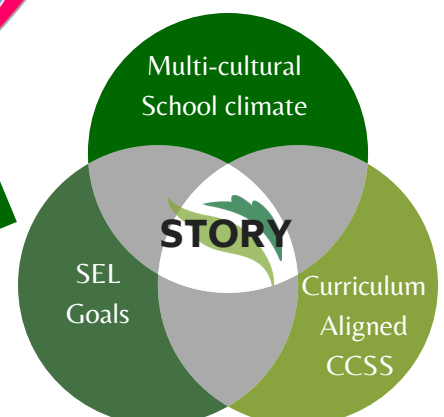 Multi-cultural
School climate
STORY
SEL
Goals
Curriculum
Aligned
CCSS